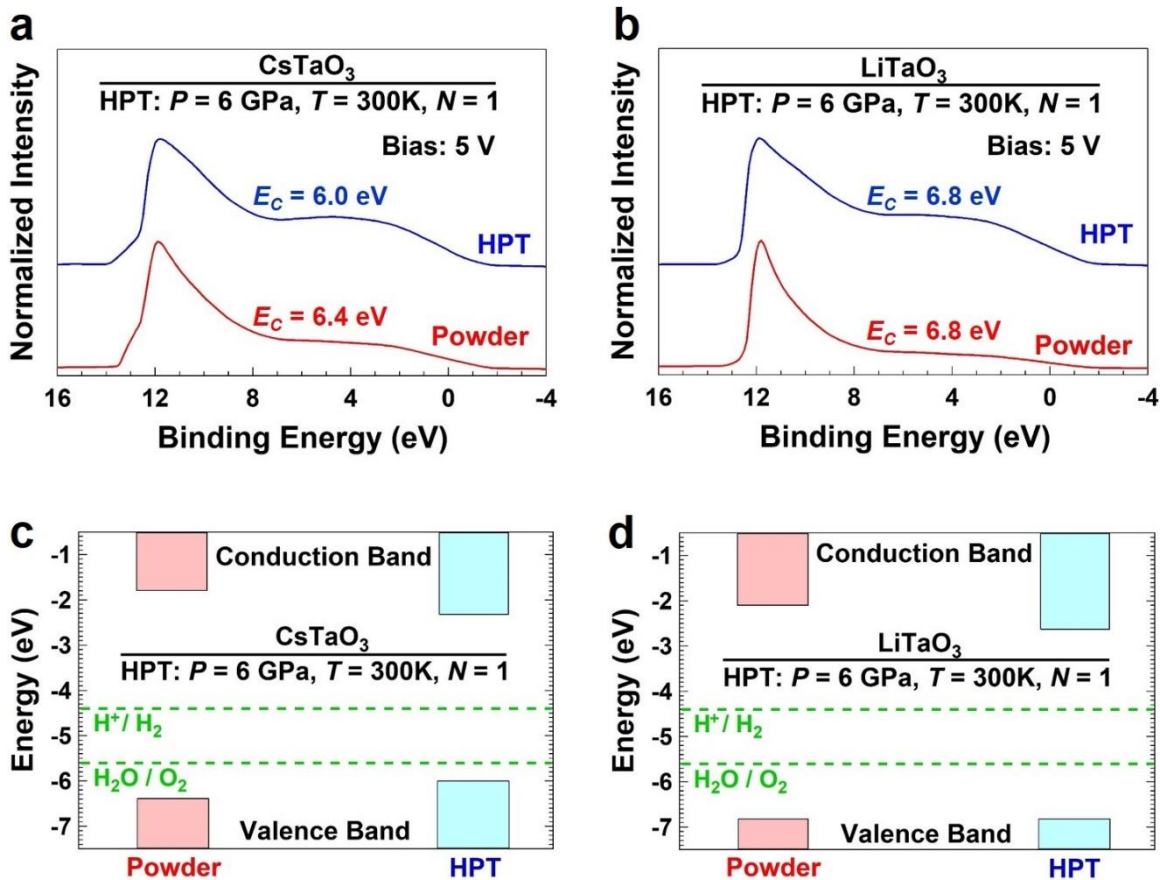 a
CsTaO₃
HPT: P = 6 GPa, T = 300K, N = 1
Bias: 5 V
E_C = 6.0 eV
HPT
E_C = 6.4 eV
Powder
Normalized Intensity
16 12 8 4 0 -4
Binding Energy (eV)
b
LiTaO₃
HPT: P = 6 GPa, T = 300K, N = 1
Bias: 5 V
E_C = 6.8 eV
HPT
E_C = 6.8 eV
Powder
Normalized Intensity
16 12 8 4 0 -4
Binding Energy (eV)
c
Energy (eV)
-1
-2
-3
-4
-5
-6
-7
Conduction Band
CsTaO₃
HPT: P = 6 GPa, T = 300K, N = 1
H⁺/ H₂
H₂O / O₂
Valence Band
Powder HPT
d
Energy (eV)
-1
-2
-3
-4
-5
-6
-7
Conduction Band
LiTaO₃
HPT: P = 6 GPa, T = 300K, N = 1
H⁺/ H₂
H₂O / O₂
Valence Band
Powder HPT